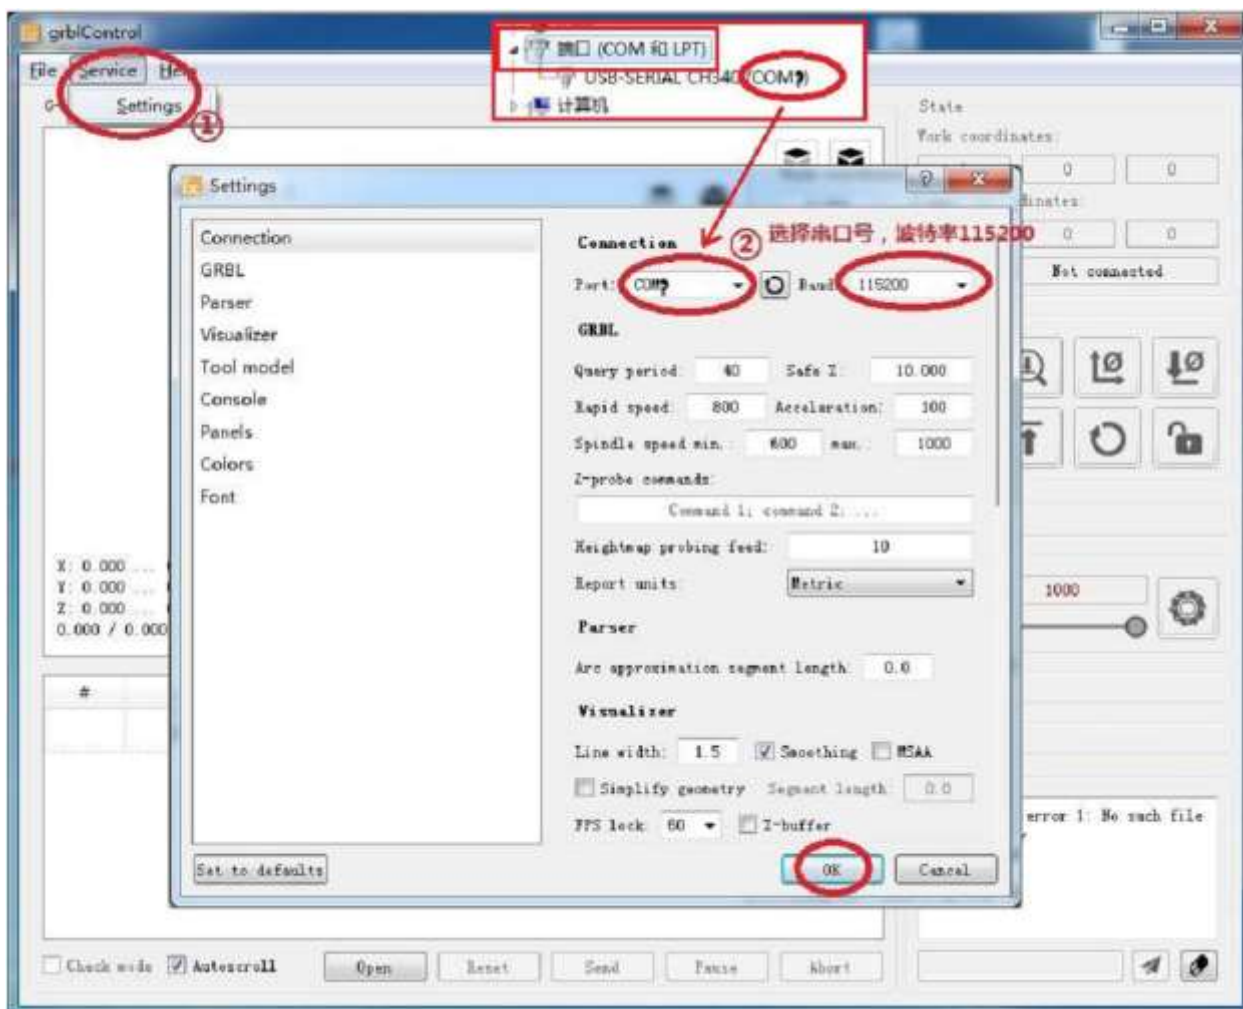 grblControl
端口 (COM 和 LPT)
USB-SERIAL CH340 (COM?)
计算机
File Service Help
Settings
①
G-
State
Work coordinates:
0 0
dinates:
0 0
Not connected
Settings
Connection
GRBL
Parser
Visualizer
Tool model
Console
Panels
Colors
Font
② 选择串口号，波特率115200
Connection
Port: COM? Baud: 115200
GRBL
Query period: 40 Safe Z: 10.000
Rapid speed: 800 Acceleration: 100
Spindle speed min.: 600 max.: 1000
Z-probe commands:
Command 1; command 2; ...
Heightmap probing feed: 10
Report units: Metric
Parser
Arc approximation segment length: 0.0
Visualizer
Line width: 1.5 Smoothing MSAA
Simplify geometry Segment length: 0.0
FPS lock: 60 Z-buffer
Set to defaults OK Cancel
X: 0.000 ...
Y: 0.000 ...
Z: 0.000 ...
0.000 / 0.000
1000
#
error 1: No such file
Check mode Autoscroll Open Reset Send Pause Abort